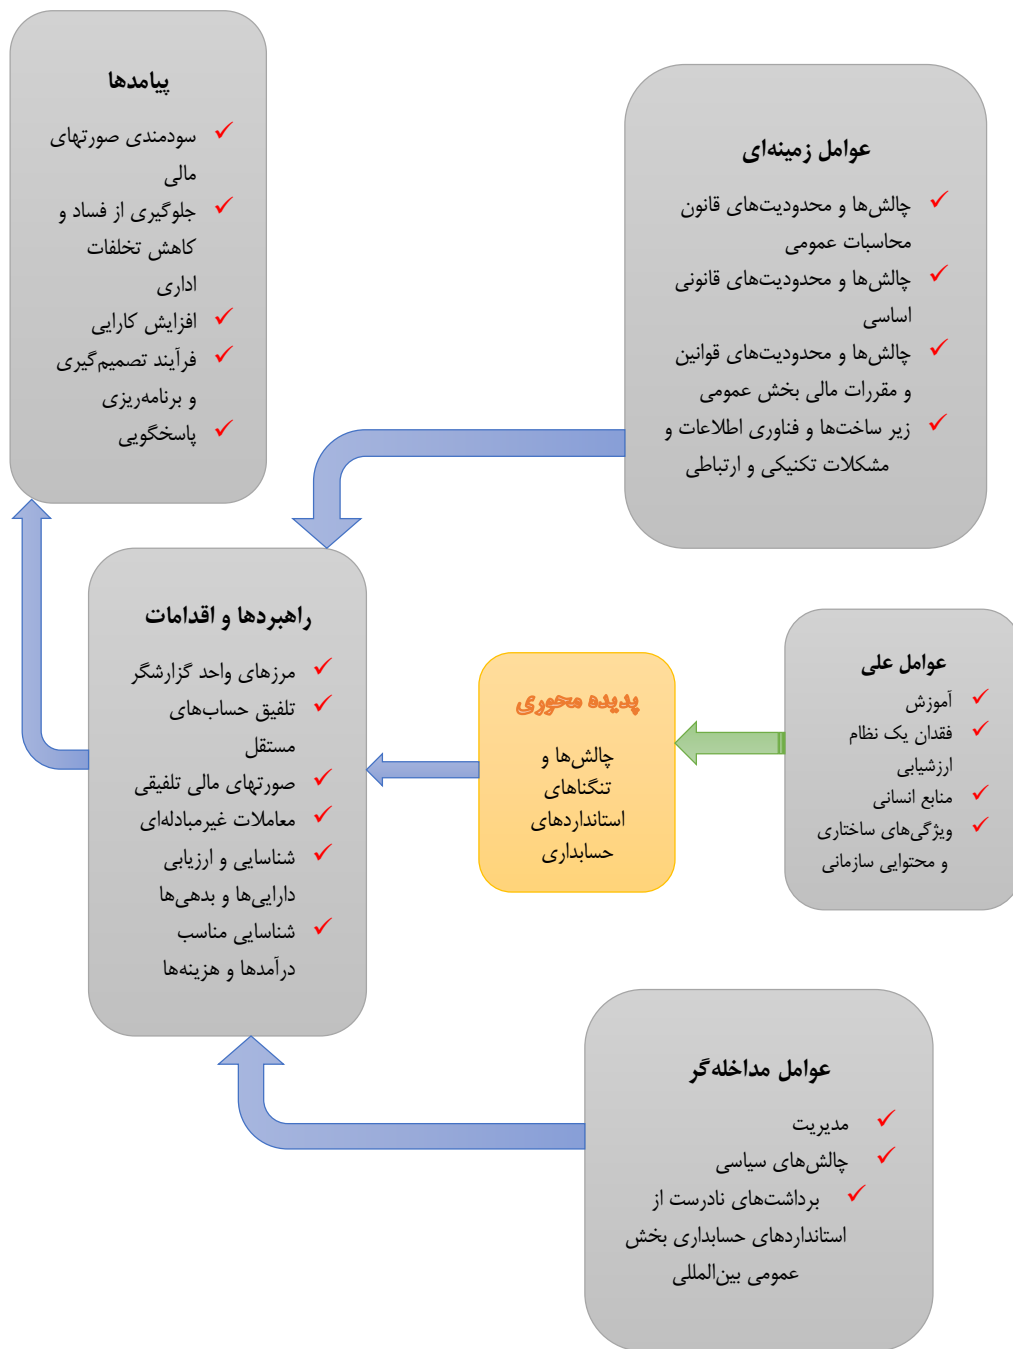 پیامدها
✓ سودمندی صورتهای
مالی
✓ جلوگیری از فساد و
کاهش تخلفات
اداری
✓ افزایش کارایی
✓ فرآیند تصمیم‌گیری
و برنامه‌ریزی
✓ پاسخگویی
عوامل زمینه‌ای
✓ چالش‌ها و محدودیت‌های قانون
محاسبات عمومی
✓ چالش‌ها و محدودیت‌های قانونی
اساسی
✓ چالش‌ها و محدودیت‌های قوانین
و مقررات مالی بخش عمومی
✓ زیر ساخت‌ها و فناوری اطلاعات و
مشکلات تکنیکی و ارتباطی
راهبردها و اقدامات
✓ مرزهای واحد گزارشگر
✓ تلفیق حساب‌های
مستقل
✓ صورتهای مالی تلفیقی
✓ معاملات غیرمبادله‌ای
✓ شناسایی و ارزیابی
دارایی‌ها و بدهی‌ها
✓ شناسایی مناسب
درآمدها و هزینه‌ها
پدیده محوری
چالش‌ها و
تنگناهای
استانداردهای
حسابداری
عوامل علی
✓ آموزش
✓ فقدان یک نظام
ارزشیابی
✓ منابع انسانی
✓ ویژگی‌های ساختاری
و محتوایی سازمانی
عوامل مداخله‌گر
✓ مدیریت
✓ چالش‌های سیاسی
✓ برداشت‌های نادرست از
استانداردهای حسابداری بخش
عمومی بین‌المللی